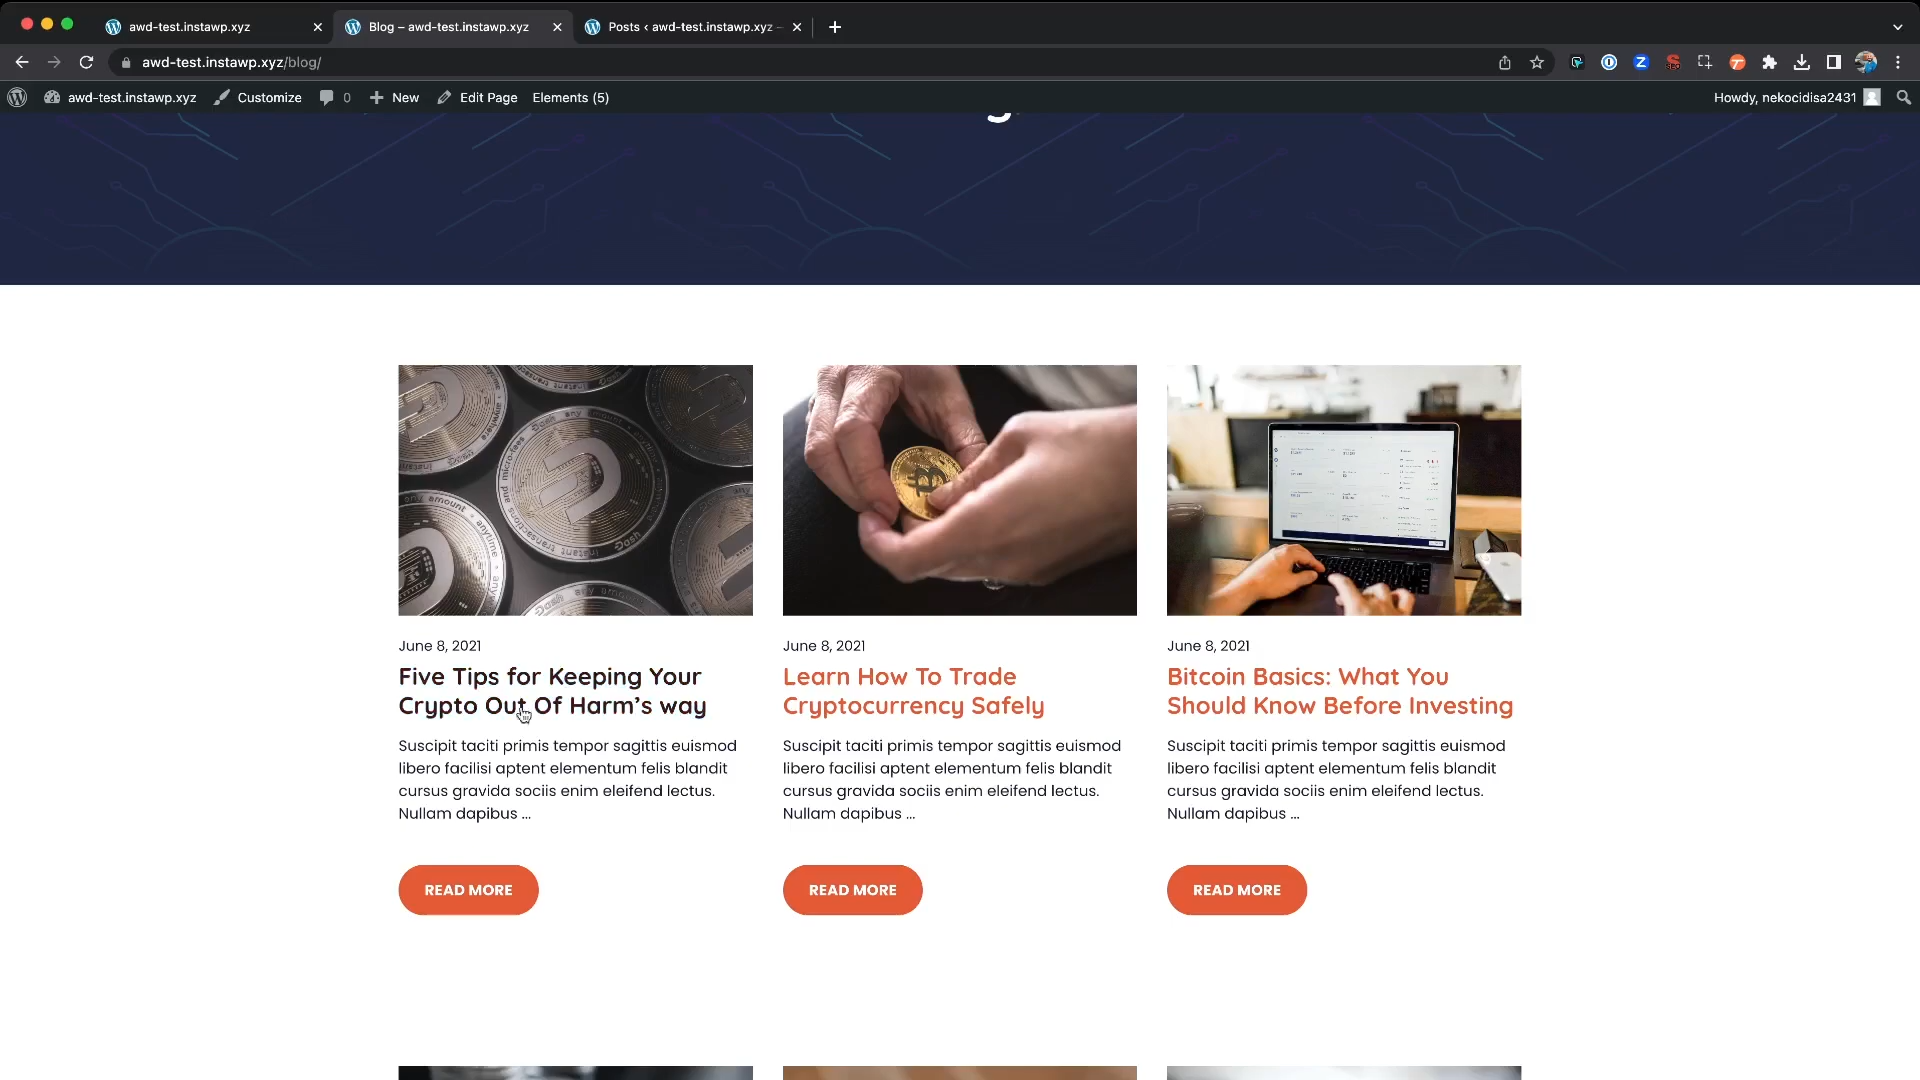 awd-test.instawp.xyz
Blog – awd-test.instawp.xyz
Posts ‹ awd-test.instawp.xyz –
awd-test.instawp.xyz/blog/
awd-test.instawp.xyz
Customize
0
New
Edit Page
Elements (5)
Howdy, nekocidisa2431
June 8, 2021
Five Tips for Keeping Your
Crypto Out Of Harm’s way
Suscipit taciti primis tempor sagittis euismod
libero facilisi aptent elementum felis blandit
cursus gravida sociis enim eleifend lectus.
Nullam dapibus ...
READ MORE
June 8, 2021
Learn How To Trade
Cryptocurrency Safely
Suscipit taciti primis tempor sagittis euismod
libero facilisi aptent elementum felis blandit
cursus gravida sociis enim eleifend lectus.
Nullam dapibus ...
READ MORE
June 8, 2021
Bitcoin Basics: What You
Should Know Before Investing
Suscipit taciti primis tempor sagittis euismod
libero facilisi aptent elementum felis blandit
cursus gravida sociis enim eleifend lectus.
Nullam dapibus ...
READ MORE